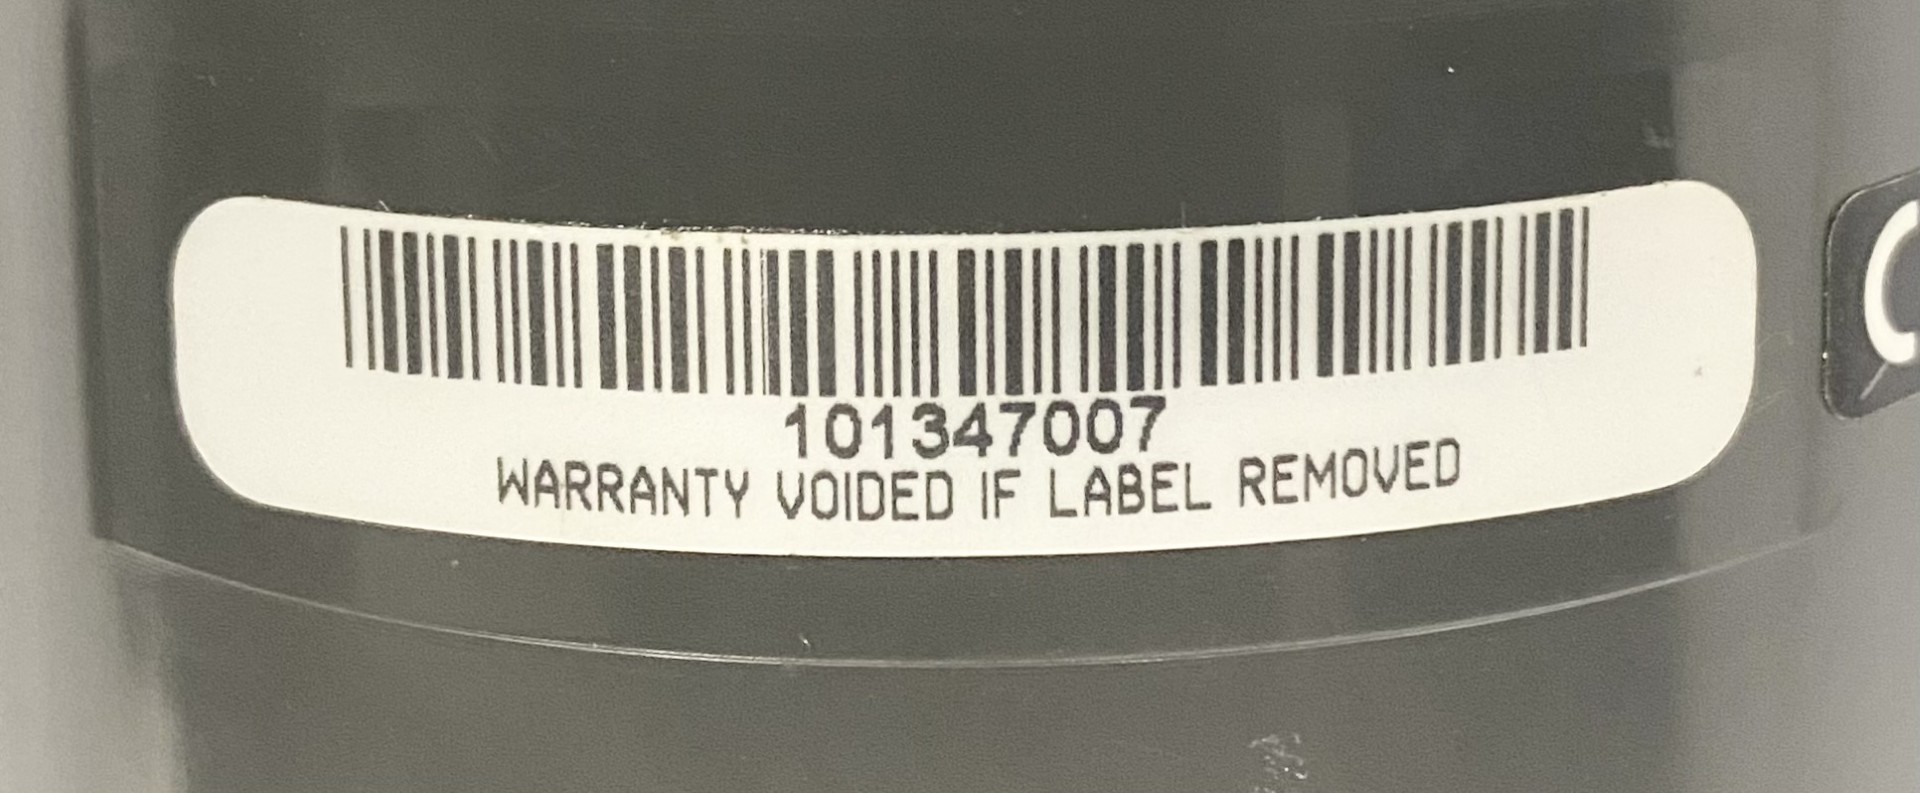 101347007
WARRANTY VOIDED IF LABEL REMOVED